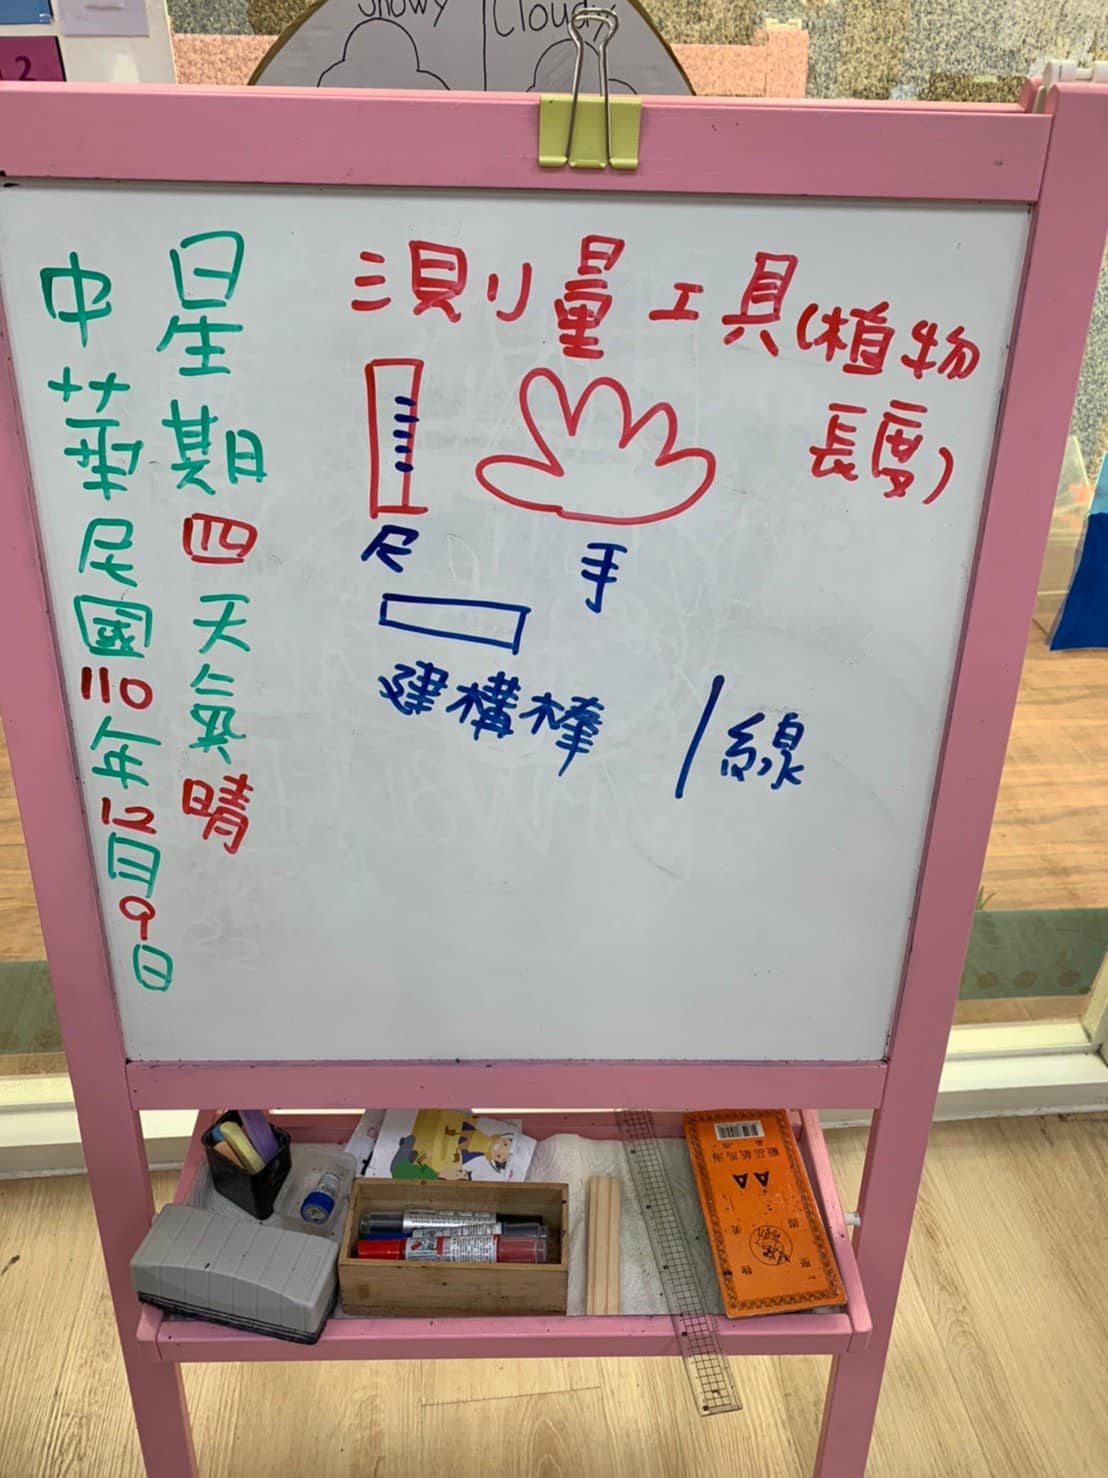 Snowy
Cloudy
中華民國110年12月9日
星期四天氣晴
測量工具(植物
長度)
尺
手
建構棒
線
AA